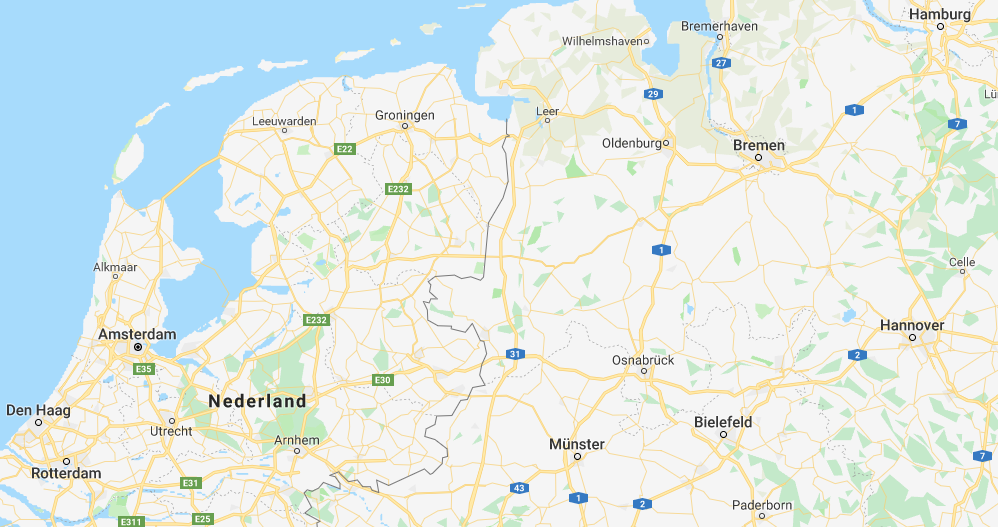 Hamburg
Bremerhaven
Wilhelmshaven
27
29
1
7
Lü
Leer
Groningen
Leeuwarden
E22
Oldenburg
Bremen
E232
1
Alkmaar
Celle
E232
Hannover
Amsterdam
E35
31
2
Osnabrück
E30
Nederland
Den Haag
Utrecht
Arnhem
Bielefeld
Münster
Rotterdam
7
E31
43
1
2
Paderborn
E311
E25